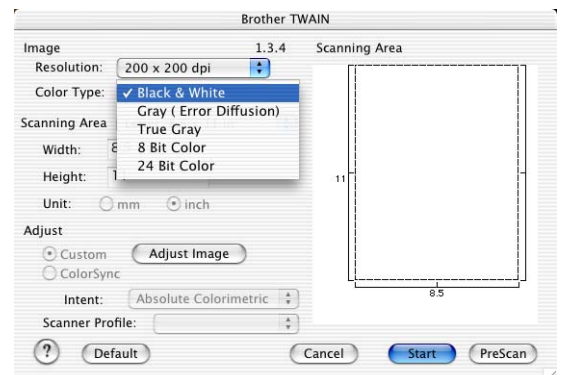 Brother TWAIN
Image 1.3.4 Scanning Area
Resolution: 200 x 200 dpi
Color Type: ✓ Black & White
Gray ( Error Diffusion)
True Gray
8 Bit Color
24 Bit Color
Scanning Area
Width: 8
Height: 1
Unit: mm inch
11
8.5
Adjust
Custom Adjust Image
ColorSync
Intent: Absolute Colorimetric
Scanner Profile:
? Default Cancel Start PreScan